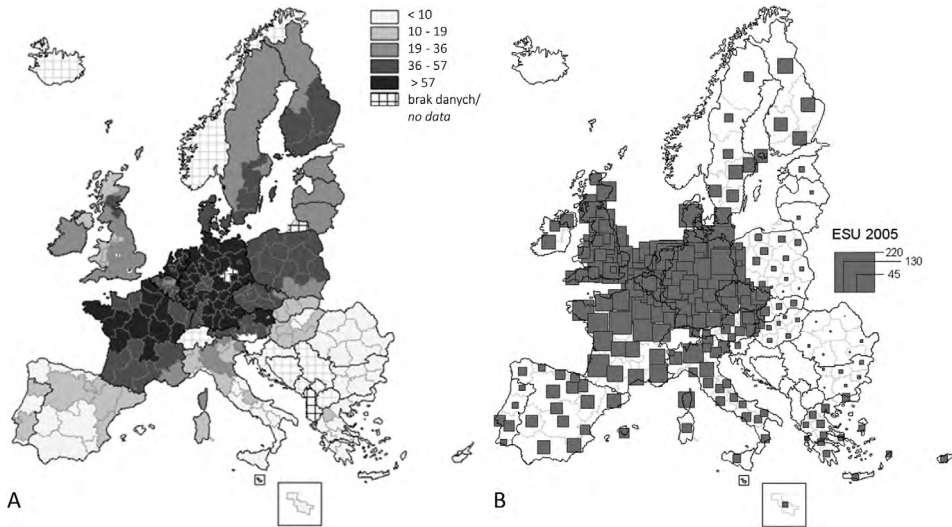 < 10
10 - 19
19 - 36
36 - 57
> 57
brak danych/
no data
A
ESU 2005
220
130
45
B